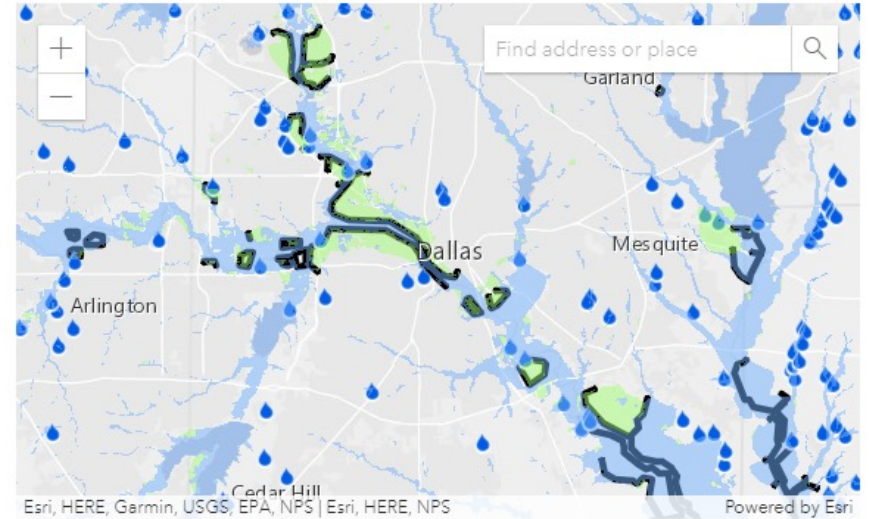 +
Find address or place
−
Garland
Dallas
Mesquite
Arlington
Cedar Hill
Esri, HERE, Garmin, USGS, EPA, NPS | Esri, HERE, NPS
Powered by Esri